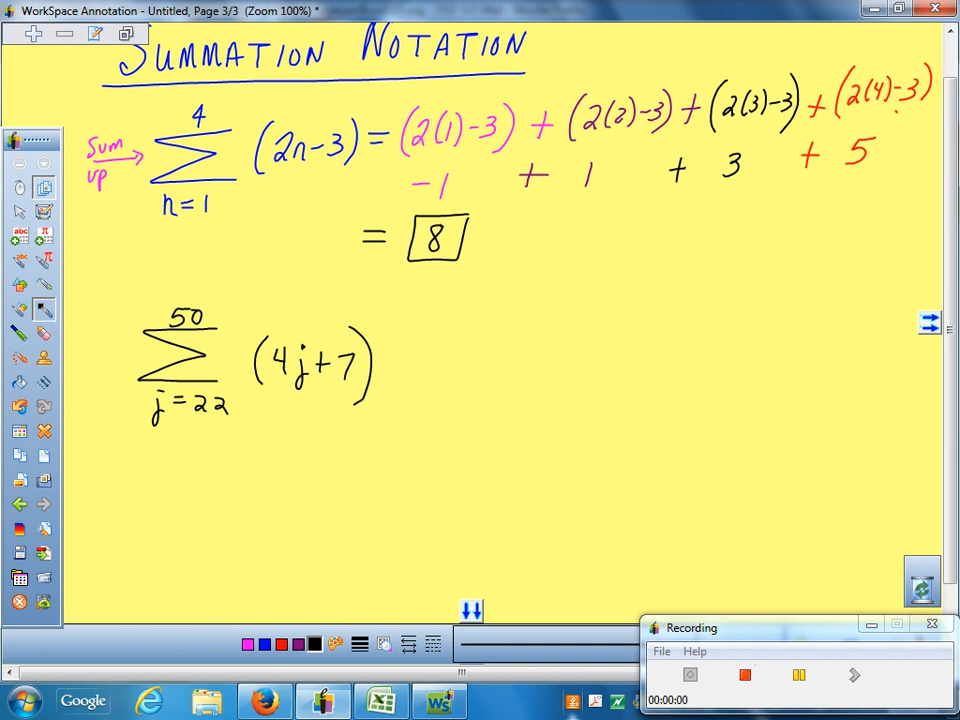 WorkSpace Annotation - Untitled, Page 3/3 (Zoom 100%) *
SUMMATION NOTATION
4
Sum up ∑ (2n-3) = (2(1)-3) + (2(2)-3) + (2(3)-3) + (2(4)-3)
n=1
-1 + 1 + 3 + 5
= 8
50
∑ (4j+7)
j=22
Recording
File Help
00:00:00
Google